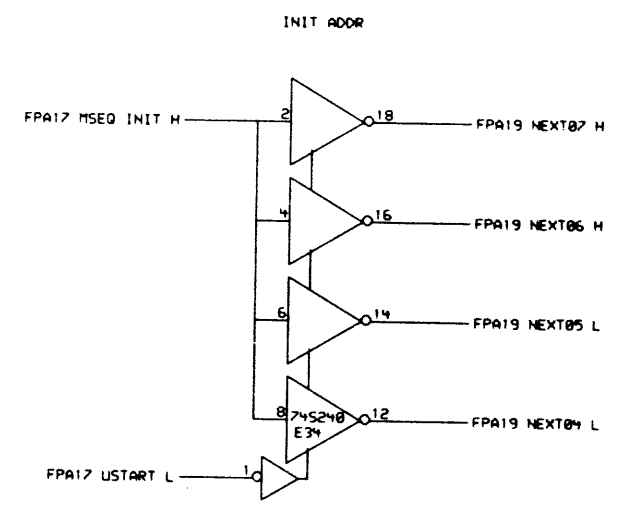 INIT ADDR
FPA17 MSEQ INIT H 2 18 FPA19 NEXT07 H
4 16 FPA19 NEXT06 H
6 14 FPA19 NEXT05 L
8 74S240 12 FPA19 NEXT04 L
E34
FPA17 USTART L 1